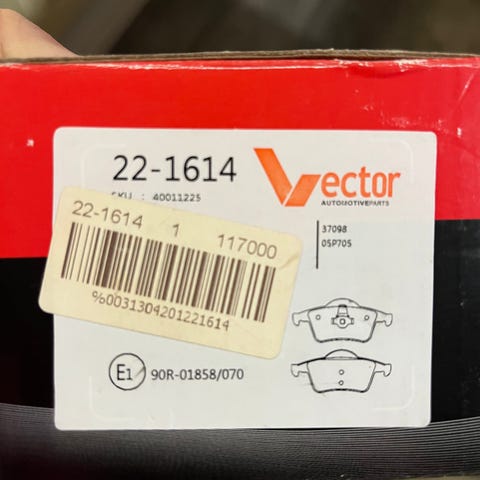 22-1614
Vector
AUTOMOTIVEPARTS
SKU : 40011225
37098
05P705
22-1614 1 117000
%0031304201221614
E1 90R-01858/070